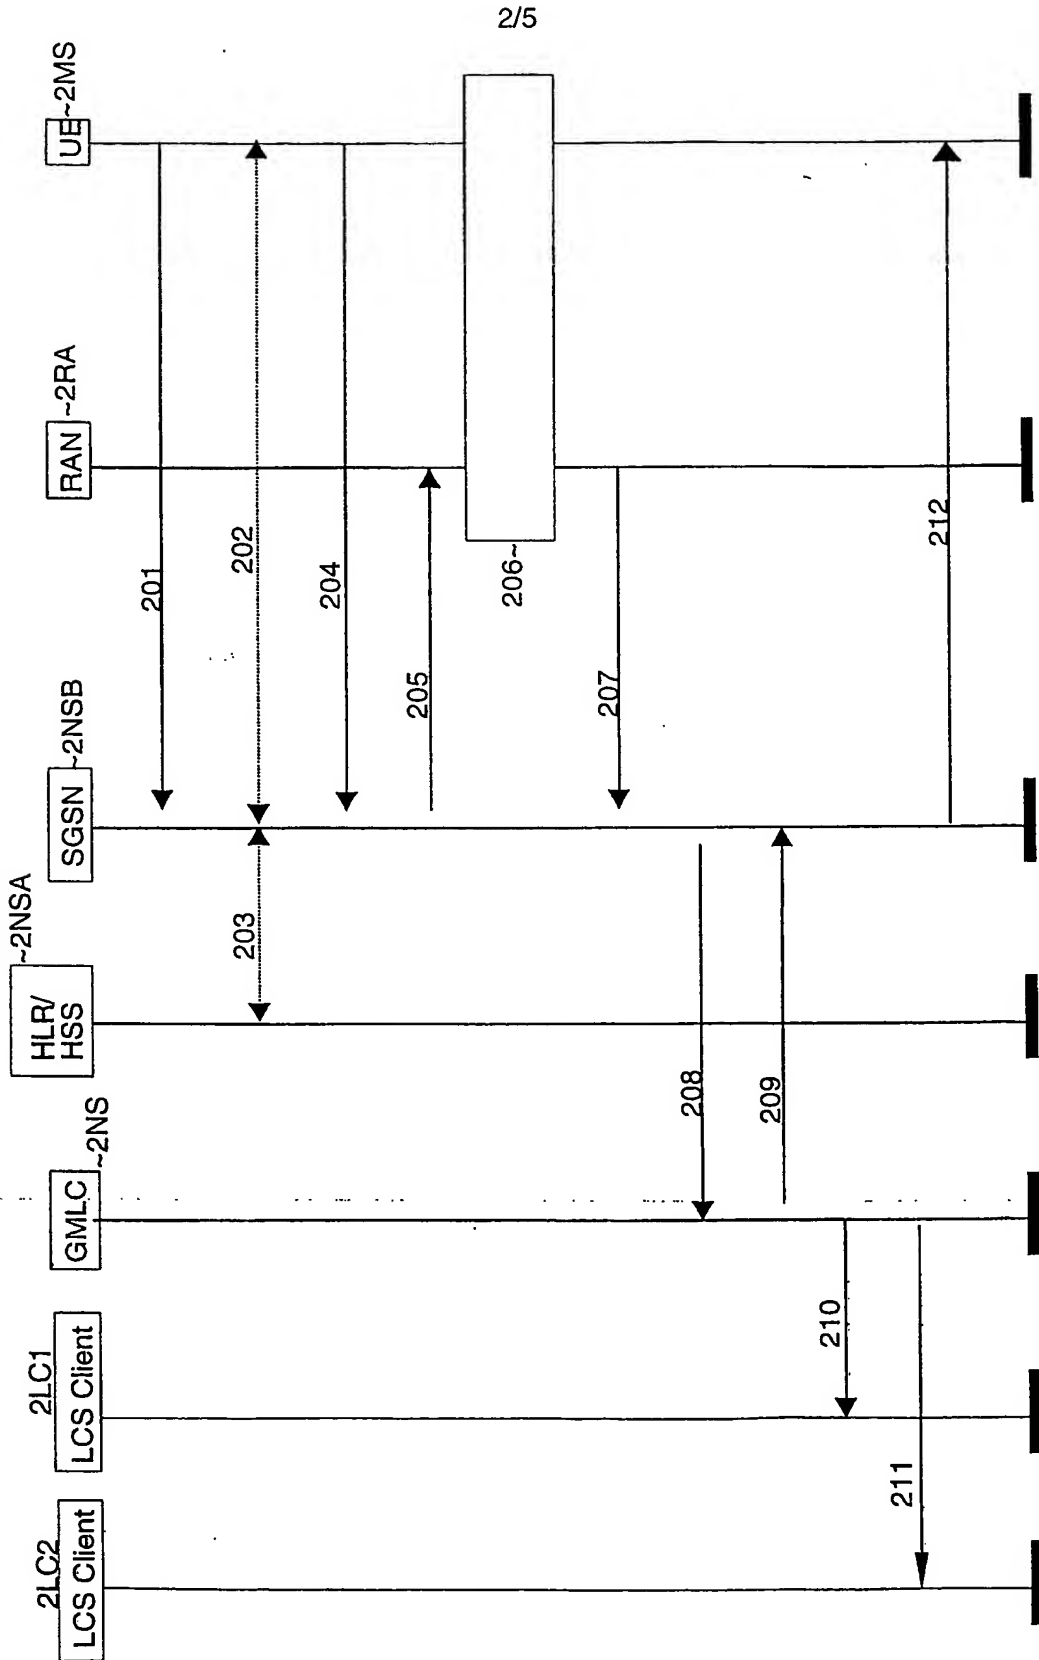 2/5
2LC2
LCS Client
2LC1
LCS Client
GMLC
~2NS
HLR/
HSS
~2NSA
SGSN
~2NSB
RAN
~2RA
UE
~2MS
201
202
203
204
205
206~
207
208
209
210
211
212